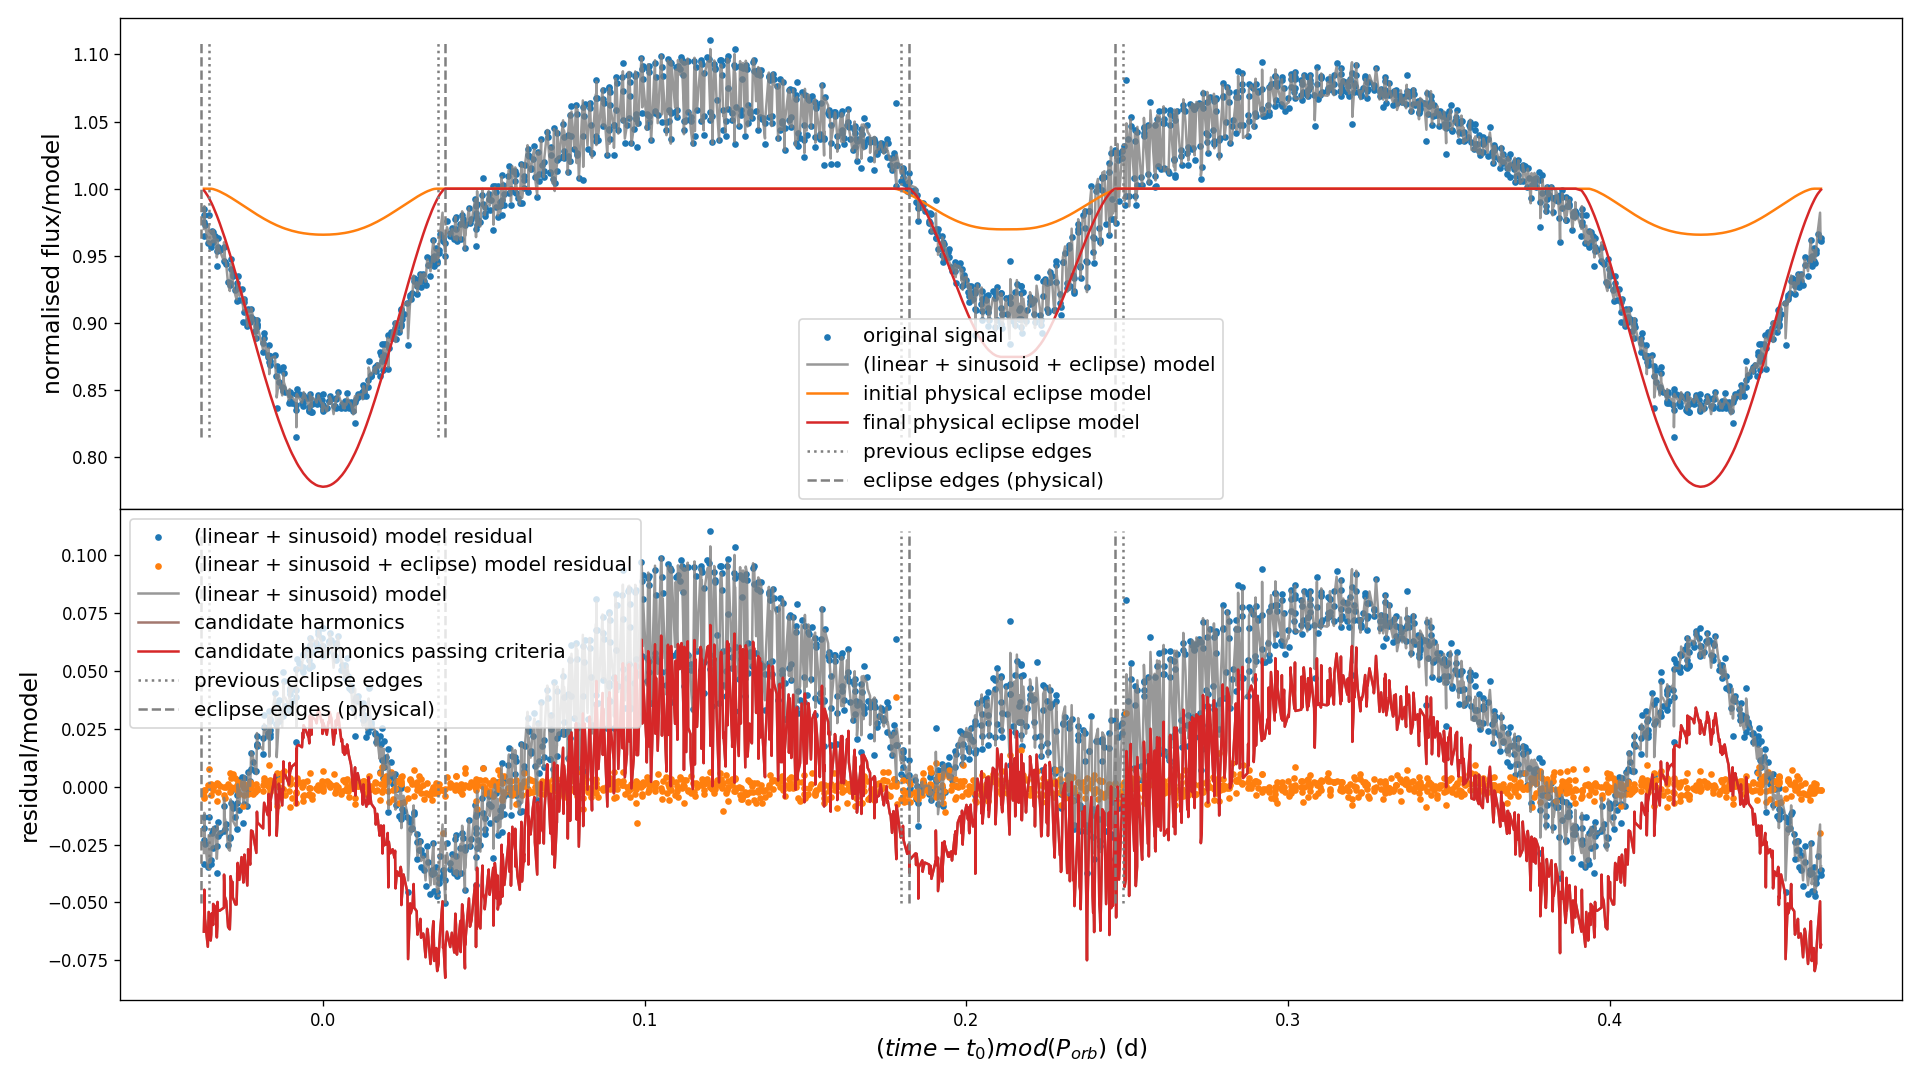 normalised flux/model
1.10
1.05
1.00
0.95
0.90
0.85
0.80
original signal
(linear + sinusoid + eclipse) model
initial physical eclipse model
final physical eclipse model
previous eclipse edges
eclipse edges (physical)
residual/model
0.100
0.075
0.050
0.025
0.000
−0.025
−0.050
−0.075
(linear + sinusoid) model residual
(linear + sinusoid + eclipse) model residual
(linear + sinusoid) model
candidate harmonics
candidate harmonics passing criteria
previous eclipse edges
eclipse edges (physical)
0.0 0.1 0.2 0.3 0.4
(time − t₀)mod(Pₒᵣᵦ) (d)